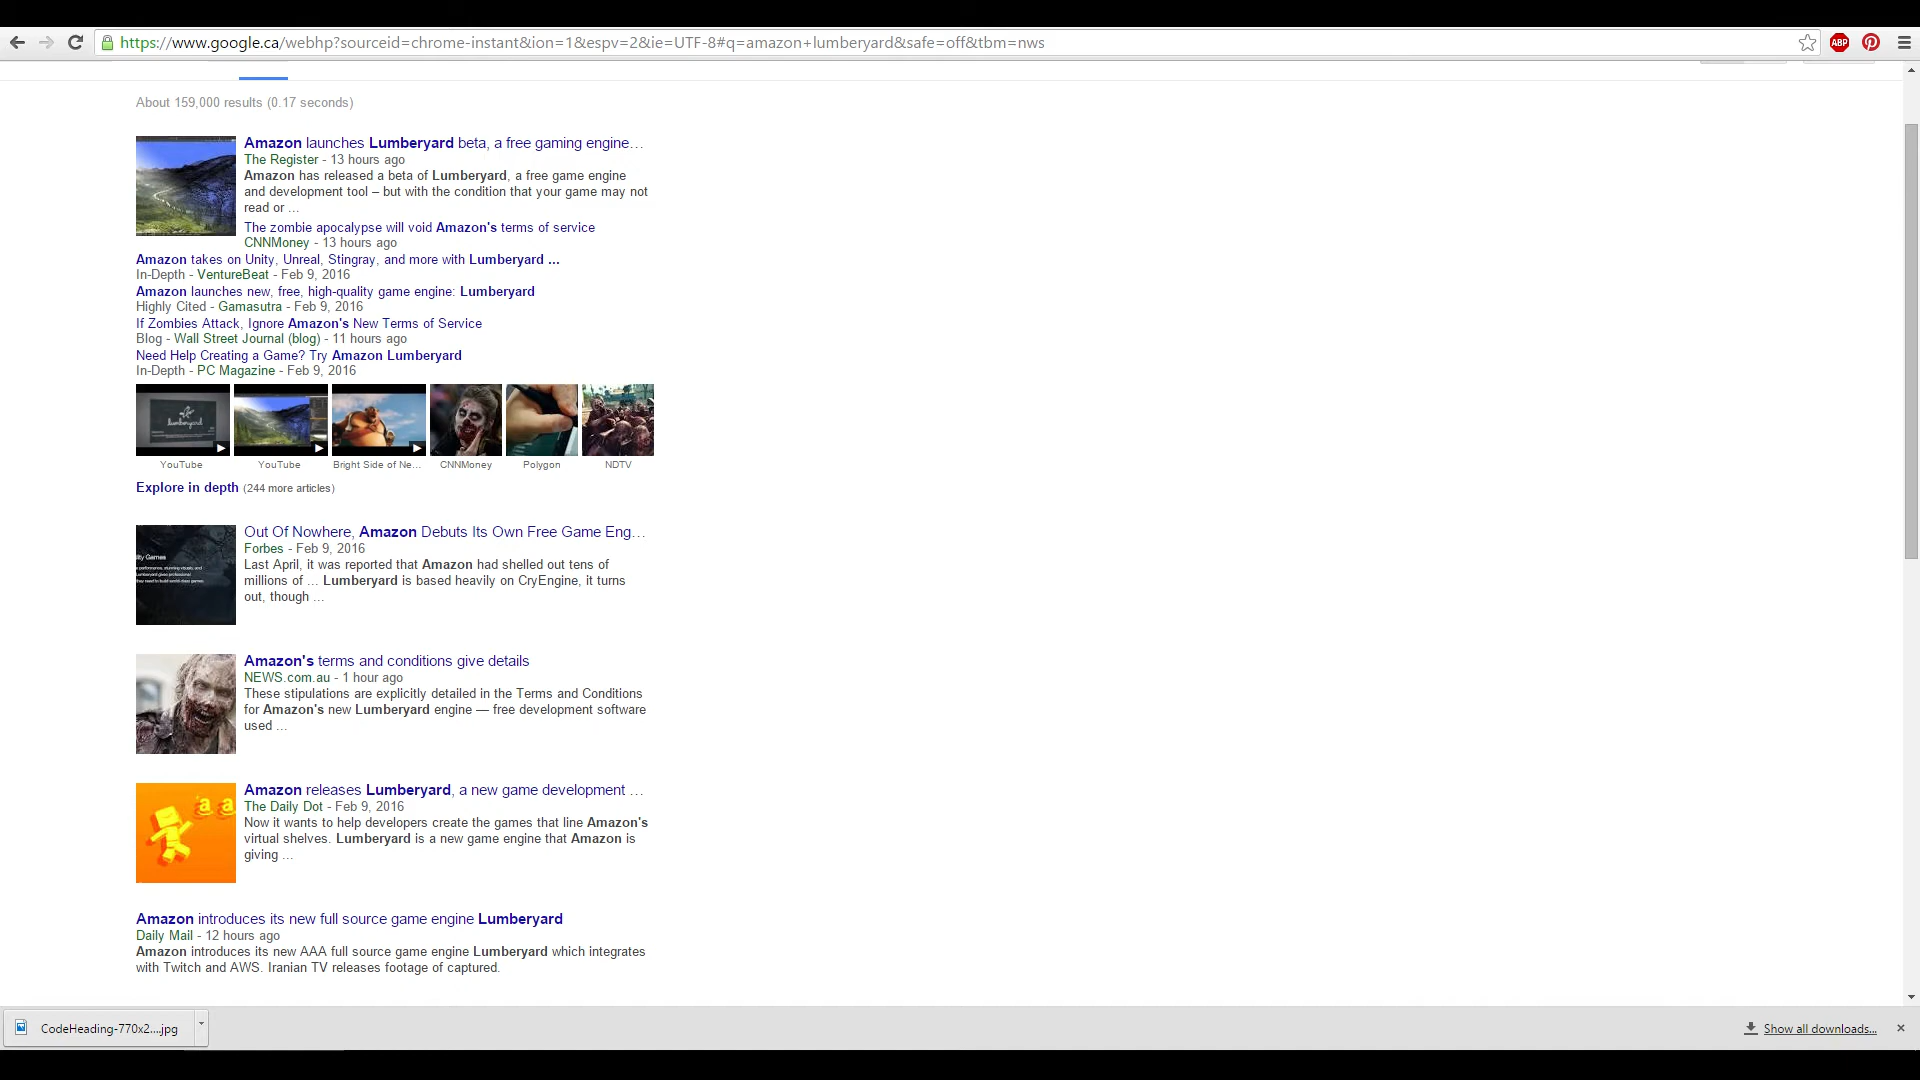 https://www.google.ca/webhp?sourceid=chrome-instant&ion=1&espv=2&ie=UTF-8#q=amazon+lumberyard&safe=off&tbm=nws
ABP
About 159,000 results (0.17 seconds)
Amazon launches Lumberyard beta, a free gaming engine…
The Register - 13 hours ago
Amazon has released a beta of Lumberyard, a free game engine
and development tool – but with the condition that your game may not
read or ...
The zombie apocalypse will void Amazon's terms of service
CNNMoney - 13 hours ago
Amazon takes on Unity, Unreal, Stingray, and more with Lumberyard ...
In-Depth - VentureBeat - Feb 9, 2016
Amazon launches new, free, high-quality game engine: Lumberyard
Highly Cited - Gamasutra - Feb 9, 2016
If Zombies Attack, Ignore Amazon's New Terms of Service
Blog - Wall Street Journal (blog) - 11 hours ago
Need Help Creating a Game? Try Amazon Lumberyard
In-Depth - PC Magazine - Feb 9, 2016
lumberyard
YouTube YouTube Bright Side of Ne... CNNMoney Polygon NDTV
Explore in depth (244 more articles)
Out Of Nowhere, Amazon Debuts Its Own Free Game Eng…
Forbes - Feb 9, 2016
Last April, it was reported that Amazon had shelled out tens of
millions of ... Lumberyard is based heavily on CryEngine, it turns
out, though ...
Amazon's terms and conditions give details
NEWS.com.au - 1 hour ago
These stipulations are explicitly detailed in the Terms and Conditions
for Amazon's new Lumberyard engine — free development software
used ...
Amazon releases Lumberyard, a new game development ...
The Daily Dot - Feb 9, 2016
Now it wants to help developers create the games that line Amazon's
virtual shelves. Lumberyard is a new game engine that Amazon is
giving ...
Amazon introduces its new full source game engine Lumberyard
Daily Mail - 12 hours ago
Amazon introduces its new AAA full source game engine Lumberyard which integrates
with Twitch and AWS. Iranian TV releases footage of captured.
CodeHeading-770x2....jpg
Show all downloads...